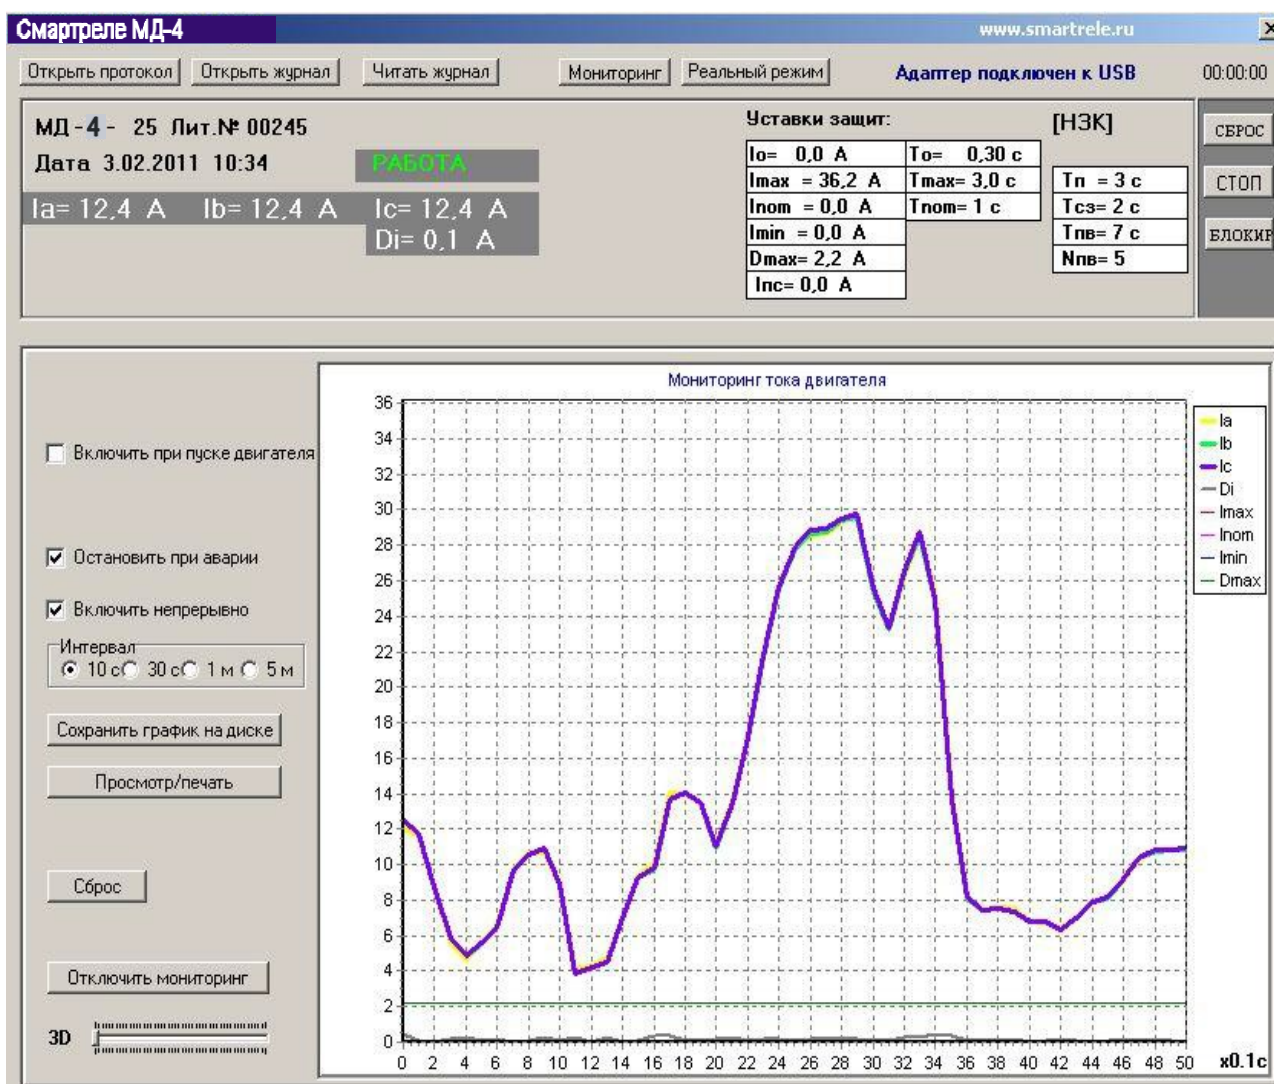 Смартреле МД-4 www.smartrele.ru
Открыть протокол Открыть журнал Читать журнал Мониторинг Реальный режим Адаптер подключен к USB 00:00:00
МД - 4 - 25 Лит.№ 00245
Дата 3.02.2011 10:34 РАБОТА
Ia= 12,4 A Ib= 12,4 A Ic= 12,4 A
Di= 0,1 A
Уставки защит: [НЗК]
Io= 0,0 A To= 0,30 c
Imax = 36,2 A Tmax= 3,0 c Тп = 3 с
Inom = 0,0 A Tnom= 1 c Тсз= 2 с
Imin = 0,0 A Тпв= 7 с
Dmax= 2,2 A Nпв= 5
Iпс= 0,0 A
СБРОС
СТОП
БЛОКИР
Включить при пуске двигателя
Остановить при аварии
Включить непрерывно
Интервал
10 с 30 с 1 м 5 м
Сохранить график на диске
Просмотр/печать
Сброс
Отключить мониторинг
3D
Мониторинг тока двигателя
36
34
32
30
28
26
24
22
20
18
16
14
12
10
8
6
4
2
0
0 2 4 6 8 10 12 14 16 18 20 22 24 26 28 30 32 34 36 38 40 42 44 46 48 50 x0.1c
Ia
Ib
Ic
Di
Imax
Inom
Imin
Dmax